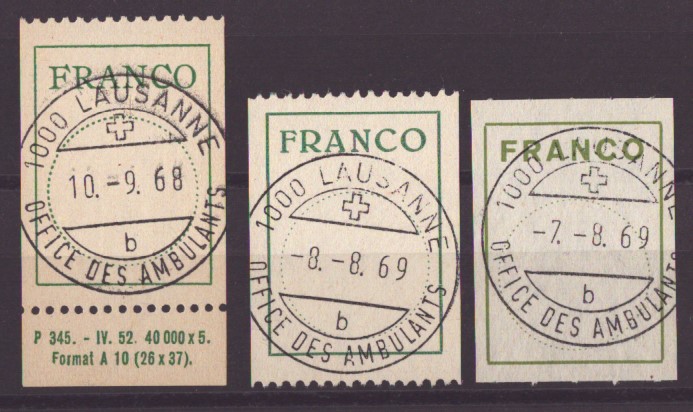 FRANCO
1000 LAUSANNE
10.-9.68
b
OFFICE DES AMBULANTS
P 345. - IV. 52. 40 000 x 5.
Format A 10 (26 x 37).
FRANCO
1000 LAUSANNE
-8.-8.69
b
OFFICE DES AMBULANTS
FRANCO
1000 LAUSANNE
-7.-8.69
b
OFFICE DES AMBULANTS